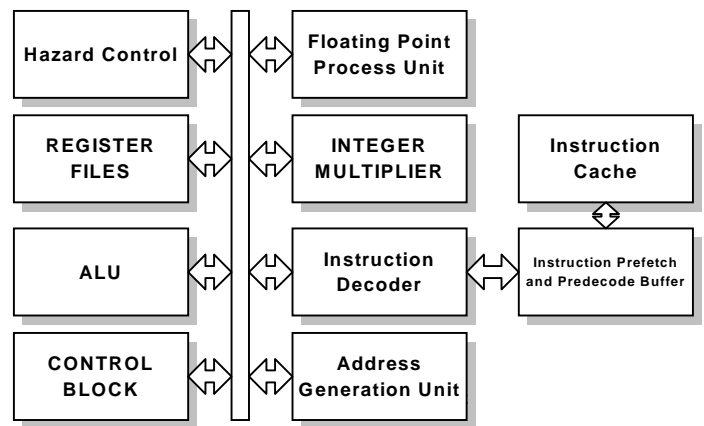 Hazard Control
Floating Point
Process Unit
REGISTER
FILES
INTEGER
MULTIPLIER
Instruction
Cache
ALU
Instruction
Decoder
Instruction Prefetch
and Predecode Buffer
CONTROL
BLOCK
Address
Generation Unit